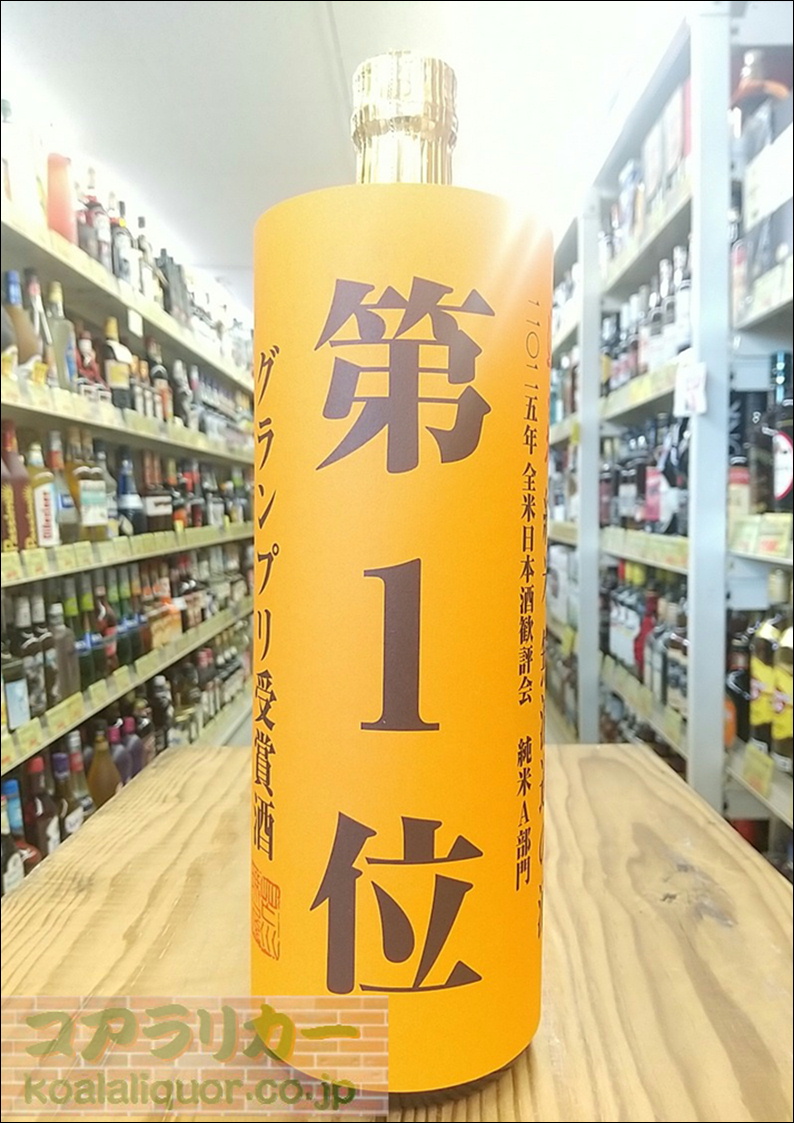 二〇二五年 全米日本酒歓評会 純米A部門
第1位
グランプリ受賞酒
コアラリカー
koalaliquor.co.jp